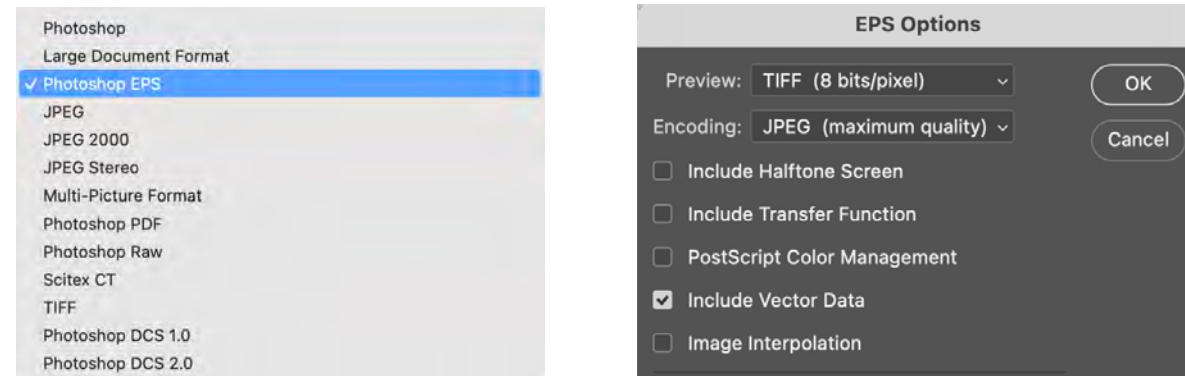 Photoshop
Large Document Format
✓ Photoshop EPS
JPEG
JPEG 2000
JPEG Stereo
Multi-Picture Format
Photoshop PDF
Photoshop Raw
Scitex CT
TIFF
Photoshop DCS 1.0
Photoshop DCS 2.0
EPS Options
Preview: TIFF (8 bits/pixel)
OK
Encoding: JPEG (maximum quality)
Cancel
Include Halftone Screen
Include Transfer Function
PostScript Color Management
Include Vector Data
Image Interpolation